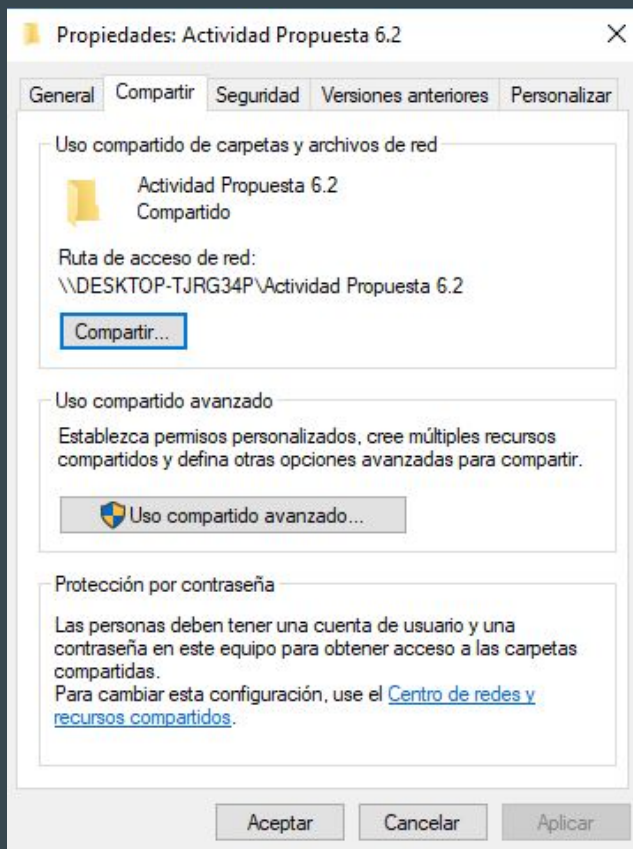 Propiedades: Actividad Propuesta 6.2
General Compartir Seguridad Versiones anteriores Personalizar
Uso compartido de carpetas y archivos de red
Actividad Propuesta 6.2
Compartido
Ruta de acceso de red:
\\DESKTOP-TJRG34P\Actividad Propuesta 6.2
Compartir...
Uso compartido avanzado
Establezca permisos personalizados, cree múltiples recursos
compartidos y defina otras opciones avanzadas para compartir.
Uso compartido avanzado...
Protección por contraseña
Las personas deben tener una cuenta de usuario y una
contraseña en este equipo para obtener acceso a las carpetas
compartidas.
Para cambiar esta configuración, use el Centro de redes y
recursos compartidos.
Aceptar Cancelar Aplicar